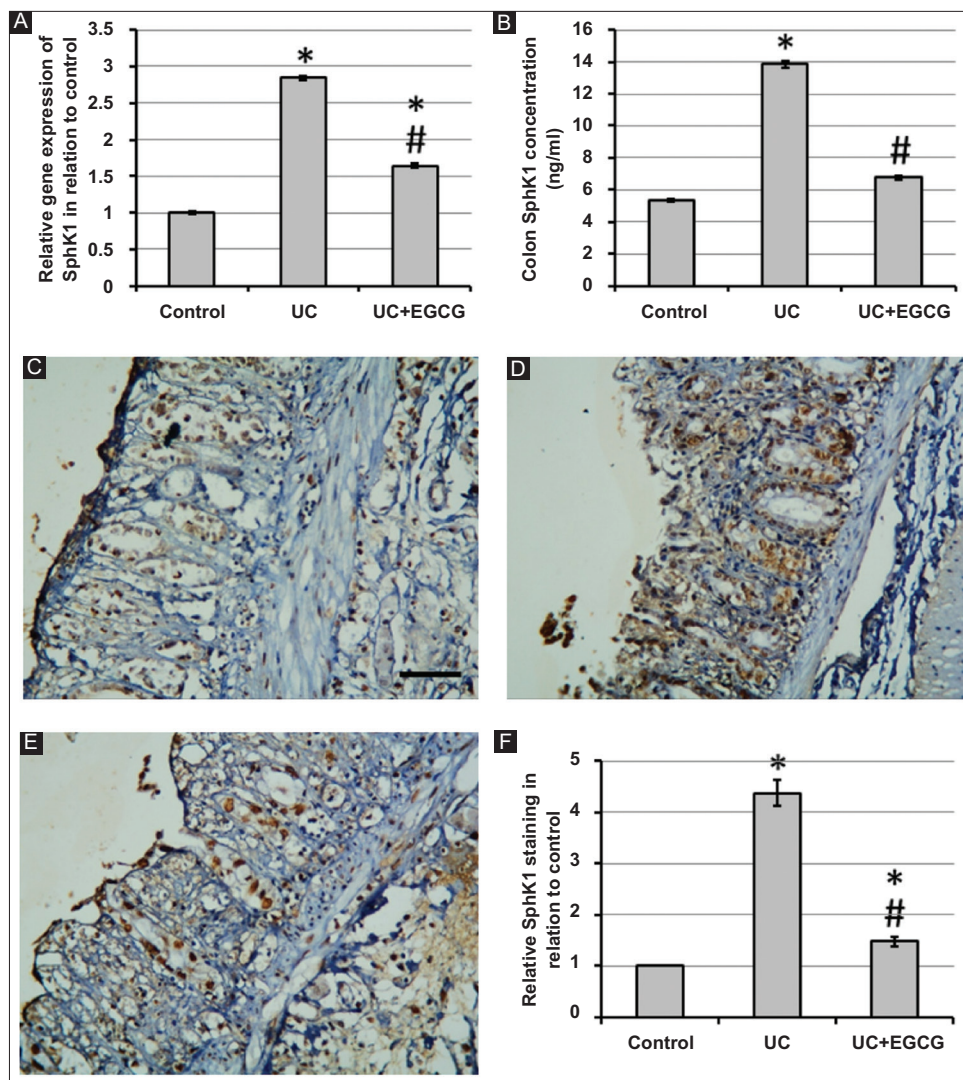 A
Relative gene expression of
SphK1 in relation to control
3.5
3
2.5
2
1.5
1
0.5
0
*
*
#
Control UC UC+EGCG
B
Colon SphK1 concentration
(ng/ml)
16
14
12
10
8
6
4
2
0
*
#
Control UC UC+EGCG
C
D
E
F
Relative SphK1 staining in
relation to control
5
4
3
2
1
0
*
*
#
Control UC UC+EGCG